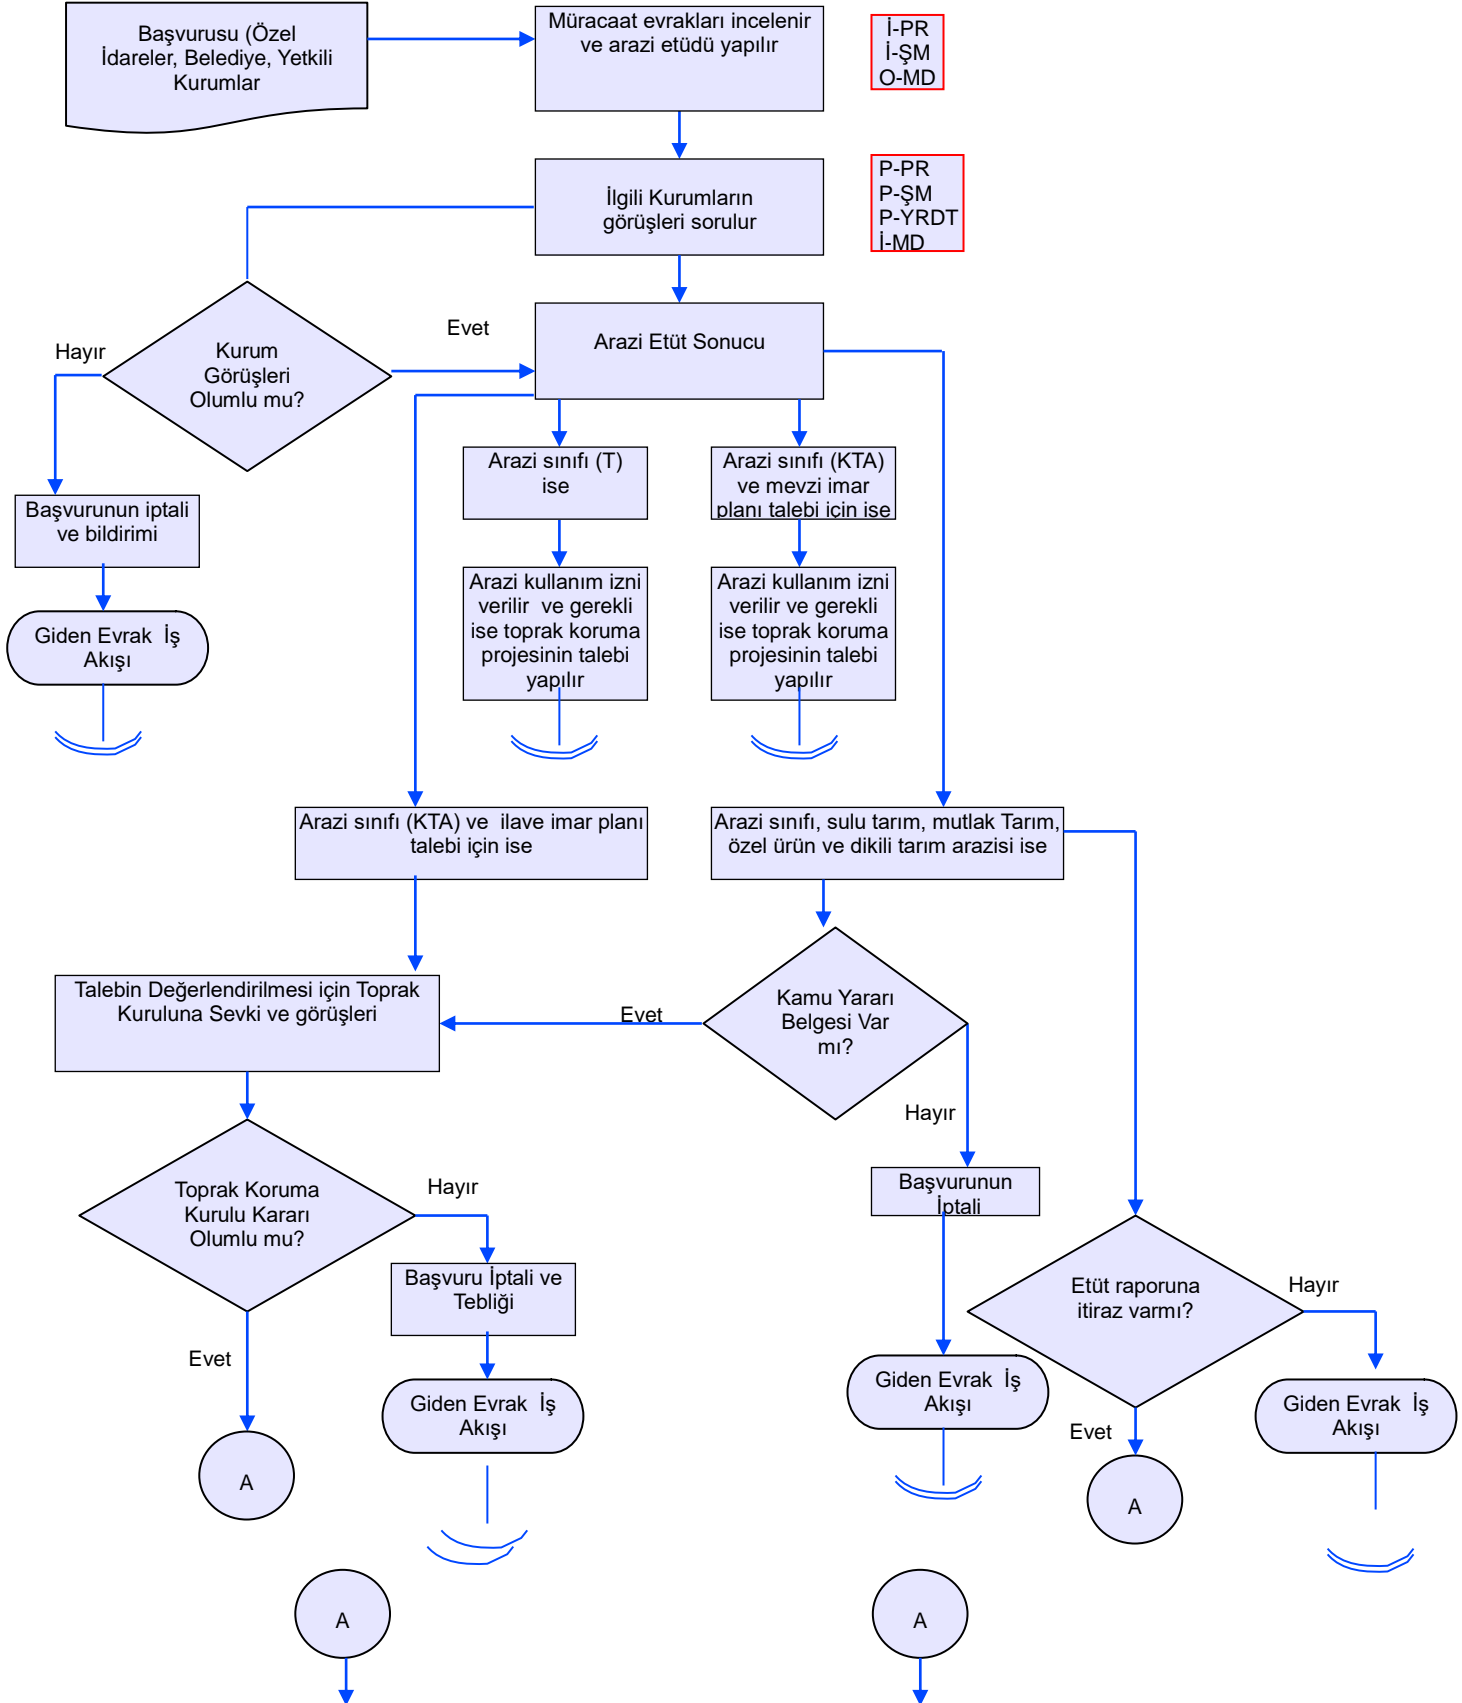 Başvurusu (Özel
İdareler, Belediye, Yetkili
Kurumlar
Müracaat evrakları incelenir
ve arazi etüdü yapılır
İ-PR
İ-ŞM
O-MD
İlgili Kurumların
görüşleri sorulur
P-PR
P-ŞM
P-YRDT
İ-MD
Kurum
Görüşleri
Olumlu mu?
Hayır
Evet
Arazi Etüt Sonucu
Başvurunun iptali
ve bildirimi
Giden Evrak İş
Akışı
Arazi sınıfı (T)
ise
Arazi sınıfı (KTA)
ve mevzi imar
planı talebi için ise
Arazi kullanım izni
verilir ve gerekli
ise toprak koruma
projesinin talebi
yapılır
Arazi kullanım izni
verilir ve gerekli
ise toprak koruma
projesinin talebi
yapılır
Arazi sınıfı (KTA) ve ilave imar planı
talebi için ise
Arazi sınıfı, sulu tarım, mutlak Tarım,
özel ürün ve dikili tarım arazisi ise
Talebin Değerlendirilmesi için Toprak
Kuruluna Sevki ve görüşleri
Evet
Kamu Yararı
Belgesi Var
mı?
Hayır
Başvurunun
İptali
Toprak Koruma
Kurulu Kararı
Olumlu mu?
Hayır
Başvuru İptali ve
Tebliği
Etüt raporuna
itiraz varmı?
Hayır
Evet
Giden Evrak İş
Akışı
Giden Evrak İş
Akışı
Evet
Giden Evrak İş
Akışı
A
A
A
A